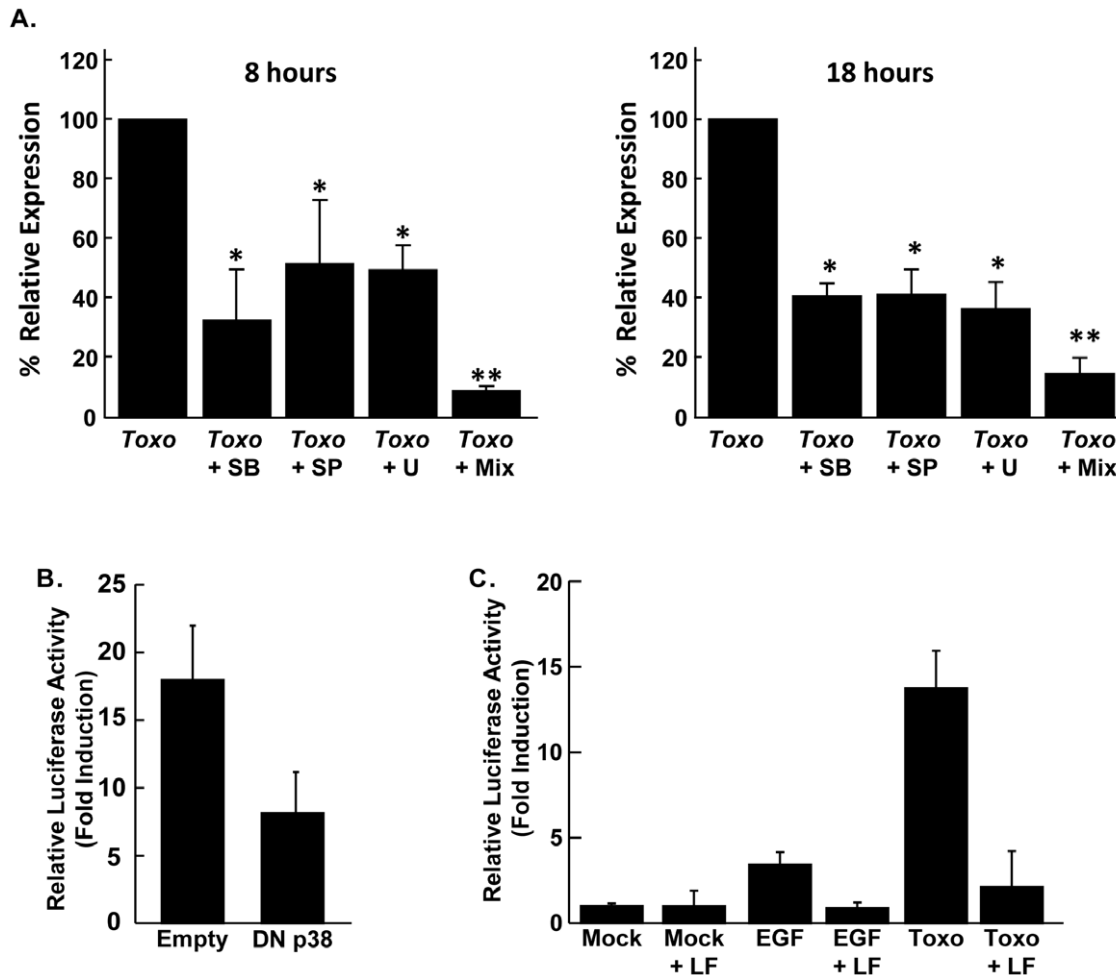 A.
8 hours
% Relative Expression
120
100
80
60
40
20
0
Toxo
Toxo + SB
Toxo + SP
Toxo + U
Toxo + Mix
*
*
*
**
18 hours
% Relative Expression
120
100
80
60
40
20
0
Toxo
Toxo + SB
Toxo + SP
Toxo + U
Toxo + Mix
*
*
*
**
B.
Relative Luciferase Activity
(Fold Induction)
25
20
15
10
5
0
Empty
DN p38
C.
Relative Luciferase Activity
(Fold Induction)
20
15
10
5
0
Mock
Mock + LF
EGF
EGF + LF
Toxo
Toxo + LF